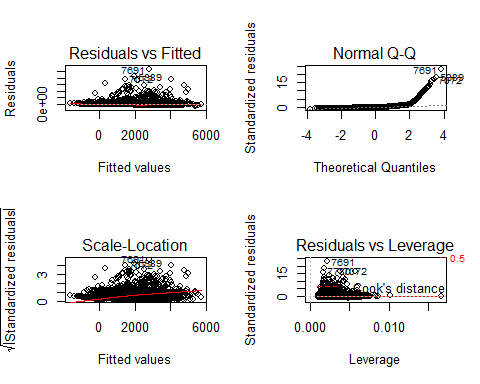 Residuals vs Fitted
Residuals
0e+00
7691
0 2000 6000
Fitted values
Normal Q-Q
Standardized residuals
0 15
7691
-4 -2 0 2 4
Theoretical Quantiles
Scale-Location
√|Standardized residuals|
0 3
0 2000 6000
Fitted values
Residuals vs Leverage
Standardized residuals
0 15
7691
0.5
Cook's distance
0.000 0.010
Leverage